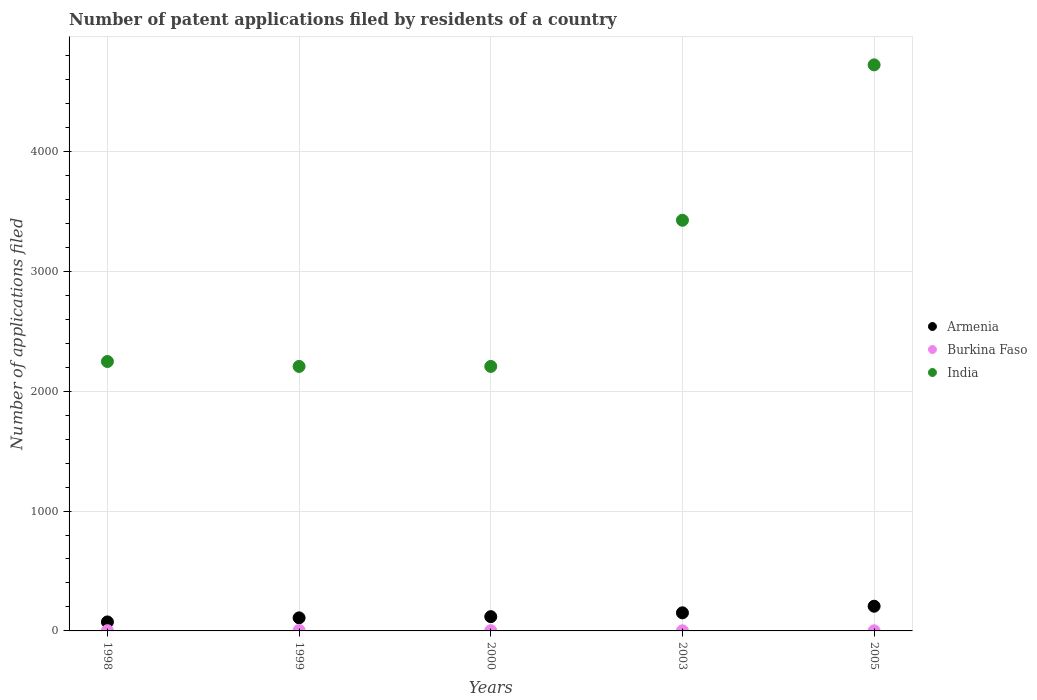 Number of patent applications filed by residents of a country
Number of applications filed
4000
3000
2000
1000
0
1998
1999
2000
2003
2005
Years
Armenia
Burkina Faso
India